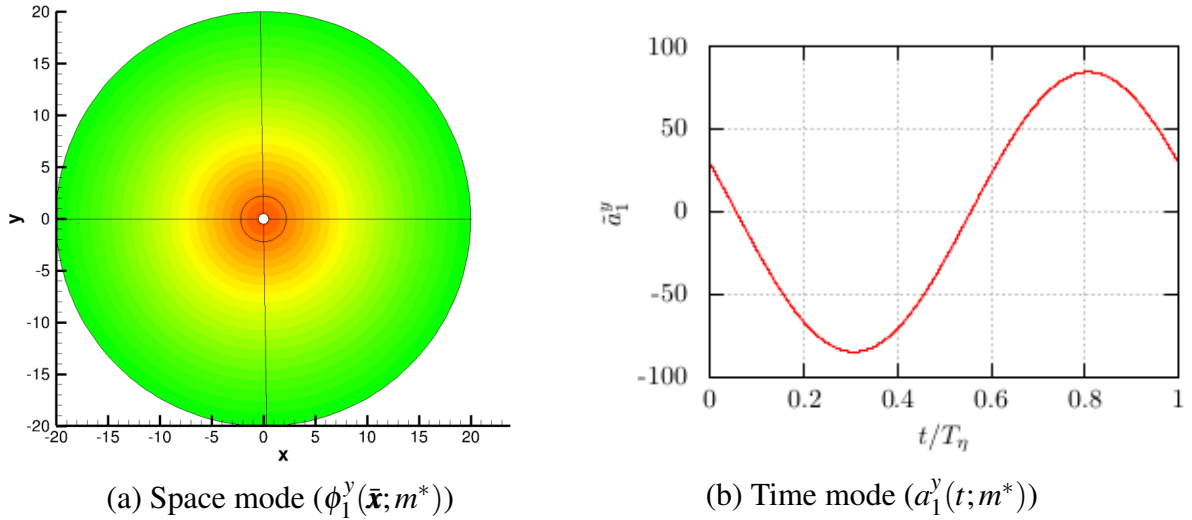 20
15
10
5
0
-5
-10
-15
-20
y
-20 -15 -10 -5 0 5 10 15 20
x
(a) Space mode (ϕ₁ʸ(x̄; m*))
100
50
0
-50
-100
ã₁ʸ
0 0.2 0.4 0.6 0.8 1
t/T_η
(b) Time mode (a₁ʸ(t; m*))